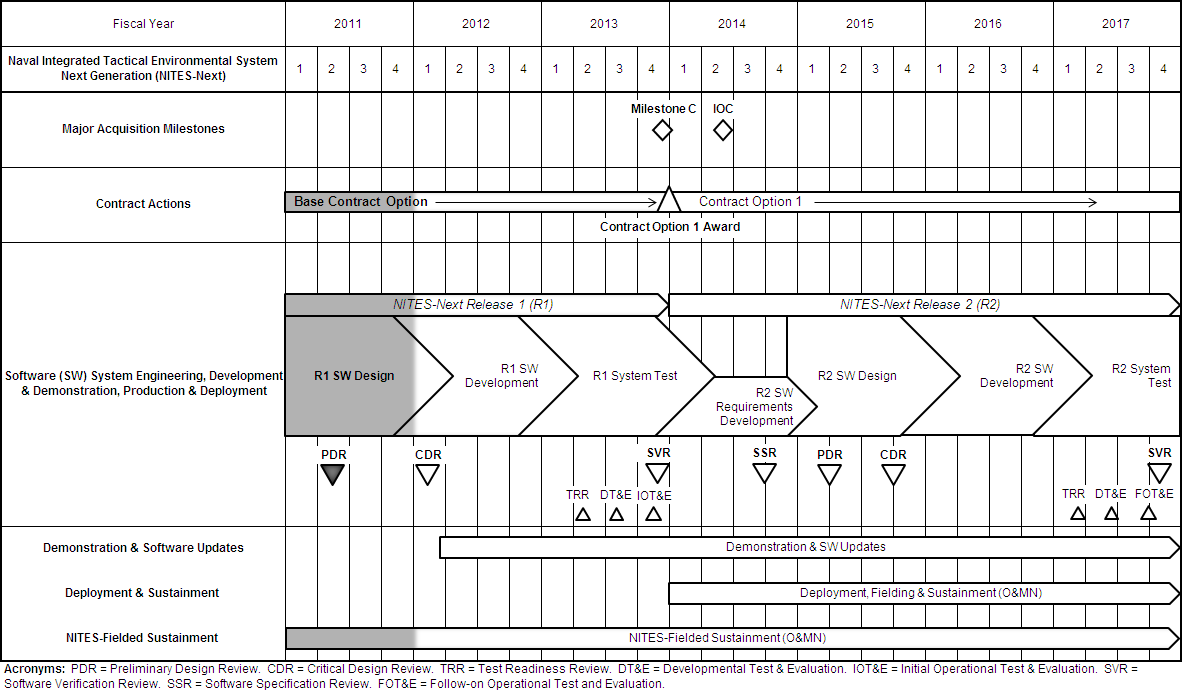 Fiscal Year 2011 2012 2013 2014 2015 2016 2017
Naval Integrated Tactical Environmental System
Next Generation (NITES-Next)
1 2 3 4 1 2 3 4 1 2 3 4 1 2 3 4 1 2 3 4 1 2 3 4 1 2 3 4
Major Acquisition Milestones
Milestone C IOC
Contract Actions
Base Contract Option Contract Option 1
Contract Option 1 Award
NITES-Next Release 1 (R1) NITES-Next Release 2 (R2)
Software (SW) System Engineering, Development
& Demonstration, Production & Deployment
R1 SW Design
R1 SW
Development
R1 System Test
R2 SW
Requirements
Development
R2 SW Design
R2 SW
Development
R2 System
Test
PDR CDR SVR SSR PDR CDR SVR
TRR DT&E IOT&E TRR DT&E FOT&E
Demonstration & Software Updates
Demonstration & SW Updates
Deployment & Sustainment
Deployment, Fielding & Sustainment (O&MN)
NITES-Fielded Sustainment
NITES-Fielded Sustainment (O&MN)
Acronyms: PDR = Preliminary Design Review. CDR = Critical Design Review. TRR = Test Readiness Review. DT&E = Developmental Test & Evaluation. IOT&E = Initial Operational Test & Evaluation. SVR =
Software Verification Review. SSR = Software Specification Review. FOT&E = Follow-on Operational Test and Evaluation.